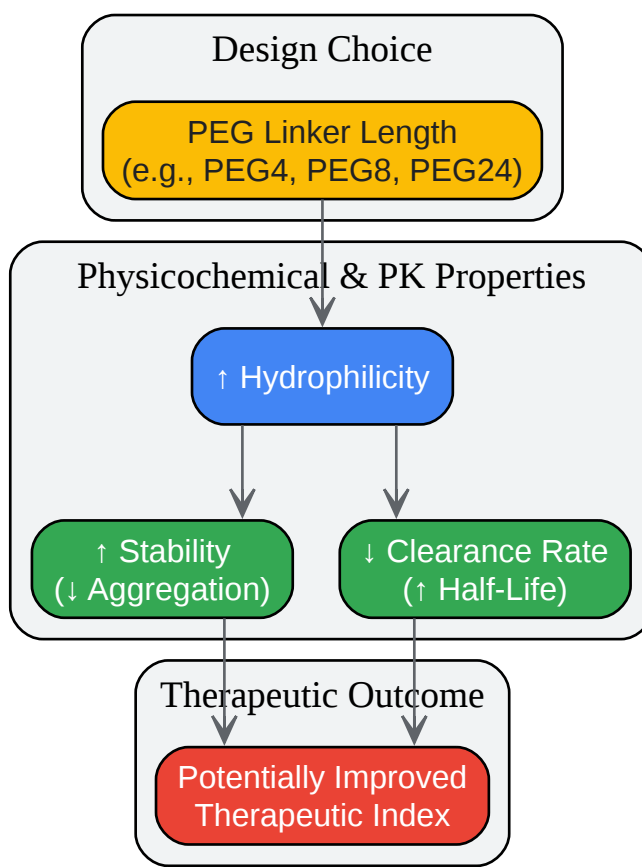 Design Choice
PEG Linker Length
(e.g., PEG4, PEG8, PEG24)
Physicochemical & PK Properties
↑ Hydrophilicity
↑ Stability
(↓ Aggregation)
↓ Clearance Rate
(↑ Half-Life)
Therapeutic Outcome
Potentially Improved
Therapeutic Index